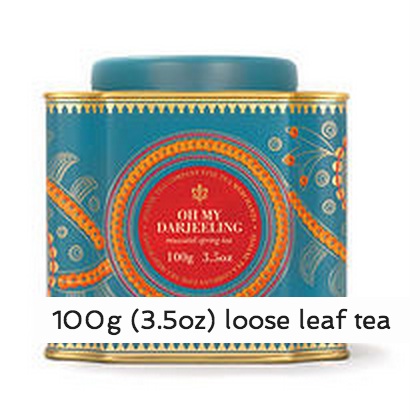 OH MY
DARJEELING
muscatel spring tea
100g 3.5oz
100g (3.5oz) loose leaf tea